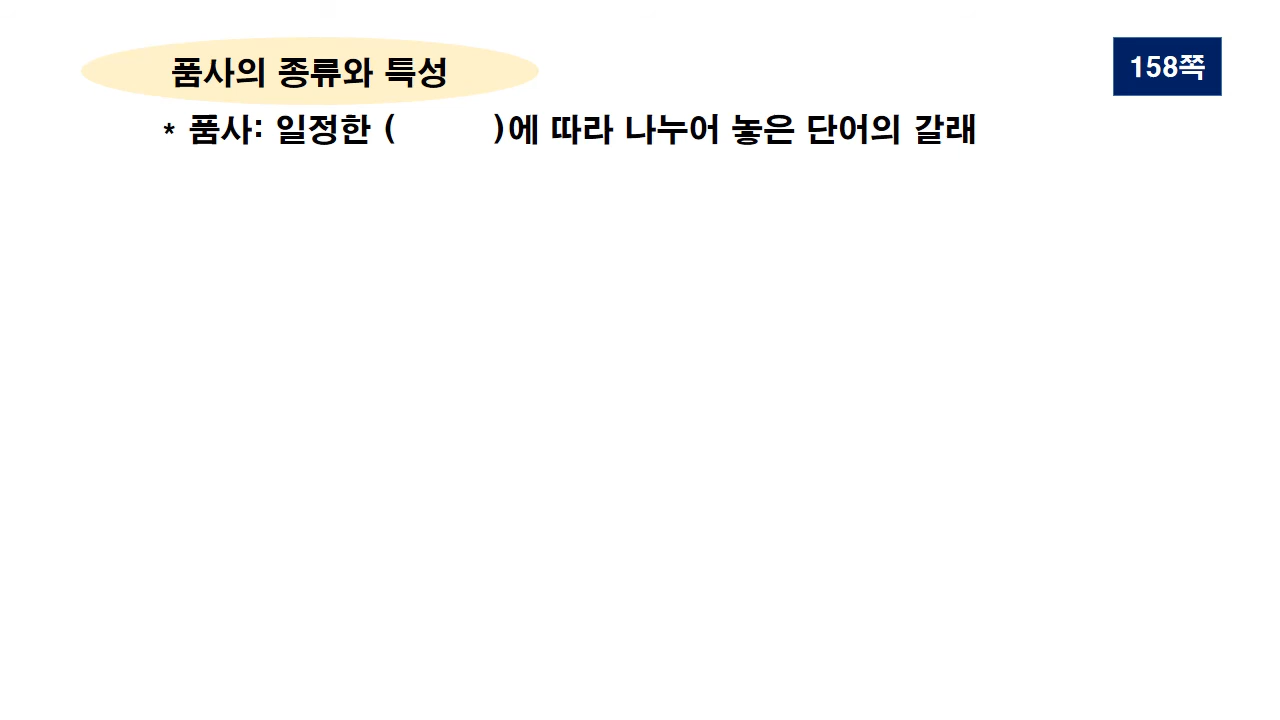 품사의 종류와 특성
158쪽
* 품사: 일정한 (          )에 따라 나누어 놓은 단어의 갈래